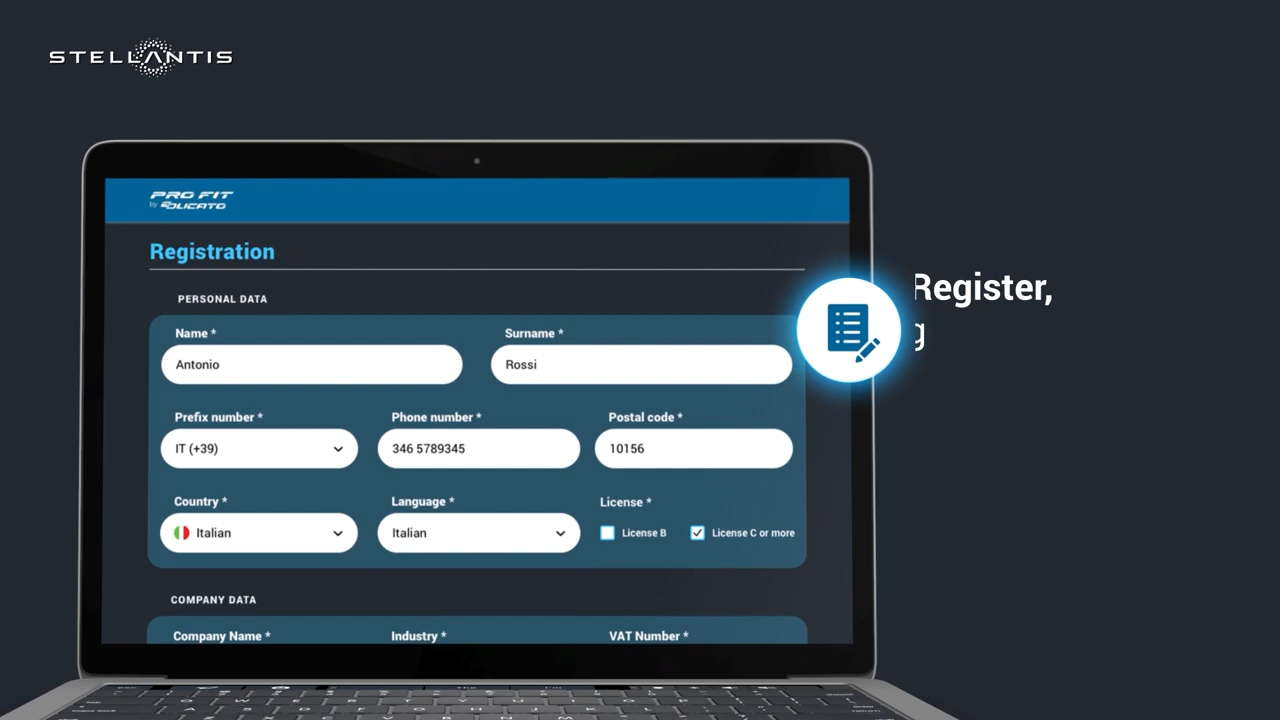 STELLANTIS
PRO FIT
by DUCATO
Registration
PERSONAL DATA
Name * Surname *
Antonio Rossi
Prefix number * Phone number * Postal code *
IT (+39) 346 5789345 10156
Country * Language * License *
Italian Italian License B License C or more
COMPANY DATA
Company Name * Industry * VAT Number *
Register,
g